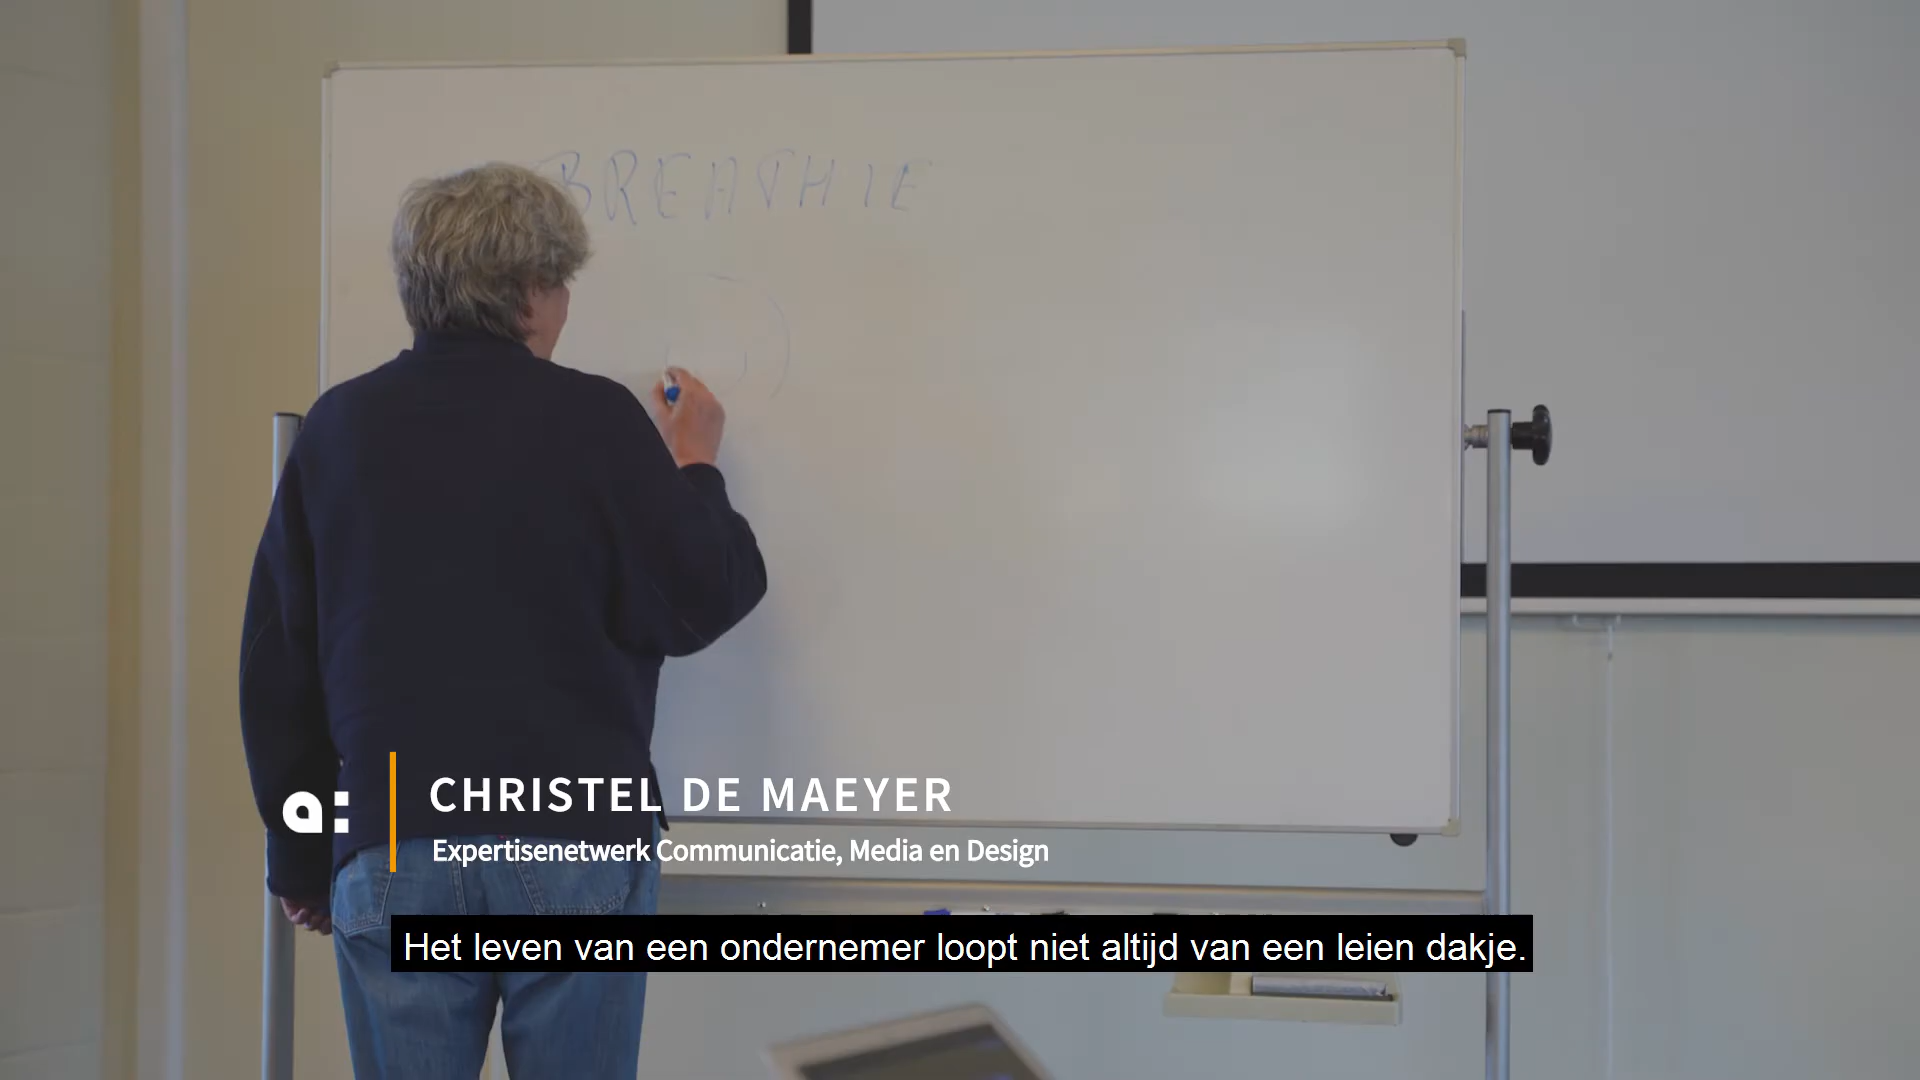 BREATHIE
a:
CHRISTEL DE MAEYER
Expertisenetwerk Communicatie, Media en Design
Het leven van een ondernemer loopt niet altijd van een leien dakje.